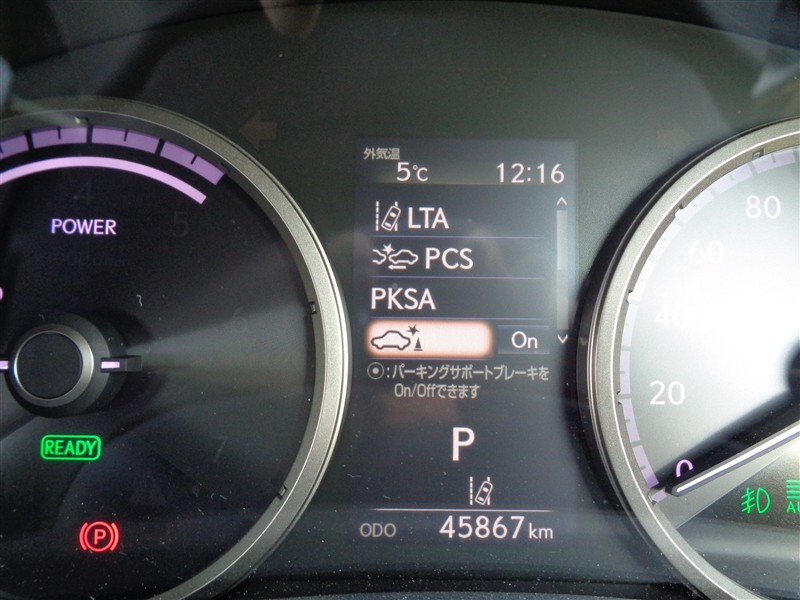 外気温
5℃ 12:16
LTA
PCS
PKSA
On
:パーキングサポートブレーキを
On/Offできます
P
ODO 45867 km
POWER
4
5
6
7
READY
P
80
60
40
20
0